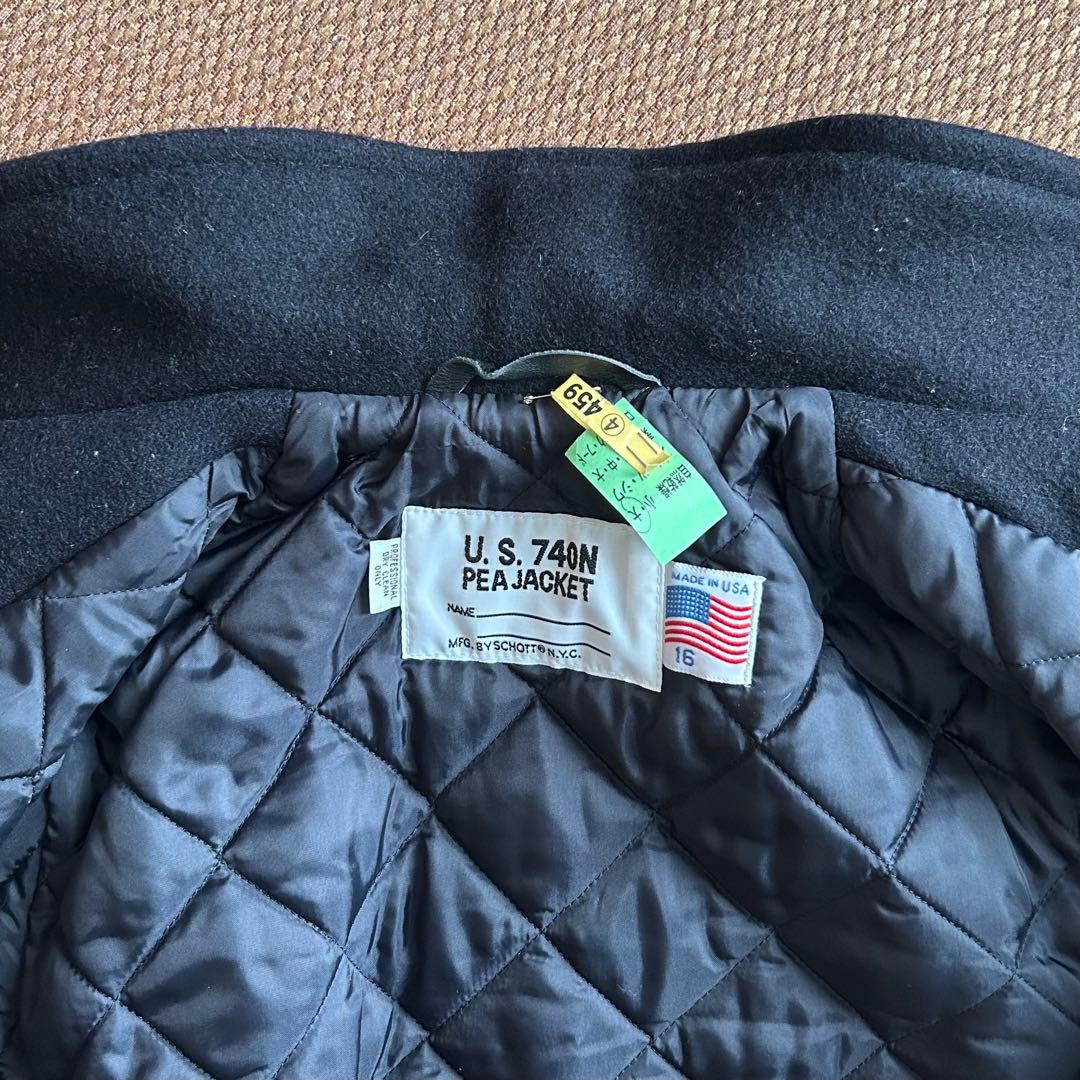 ④ 459
PROFESSIONAL
DRY CLEAN
ONLY
U. S. 740N
PEA JACKET
NAME
MFG. BY SCHOTT® N.Y.C.
MADE IN USA
16